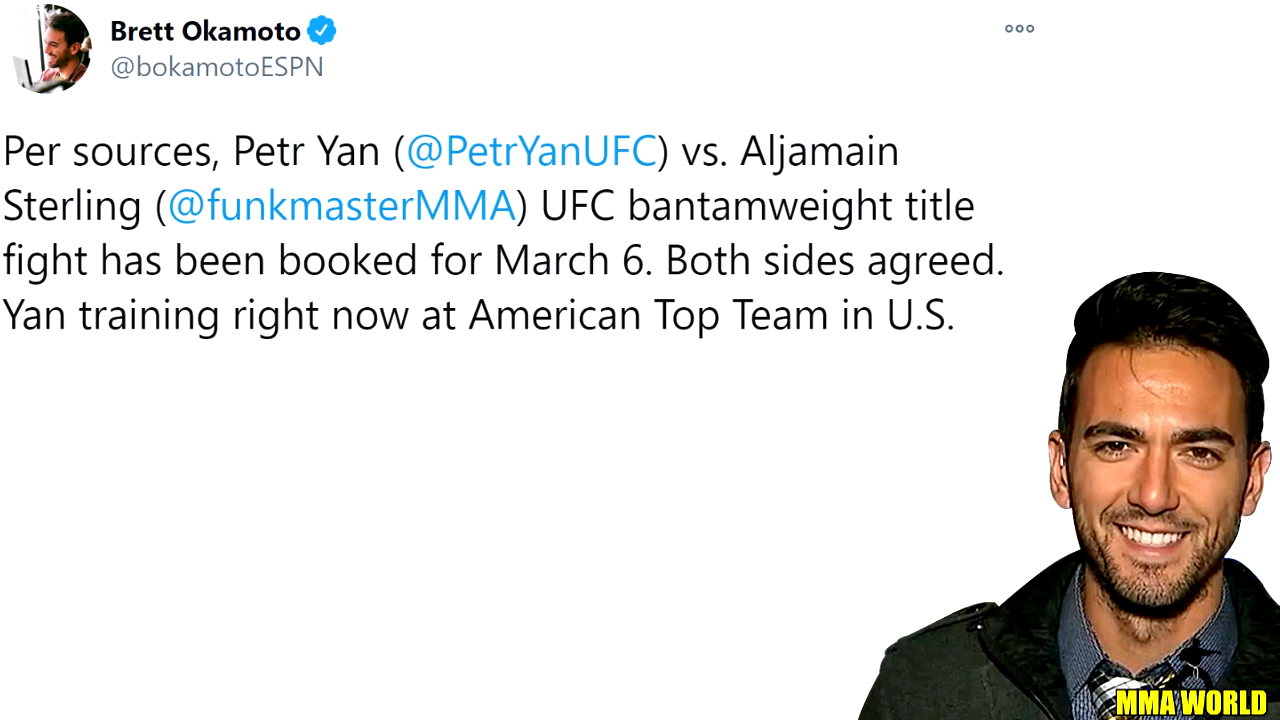 Brett Okamoto
@bokamotoESPN
Per sources, Petr Yan (@PetrYanUFC) vs. Aljamain
Sterling (@funkmasterMMA) UFC bantamweight title
fight has been booked for March 6. Both sides agreed.
Yan training right now at American Top Team in U.S.
MMA WORLD